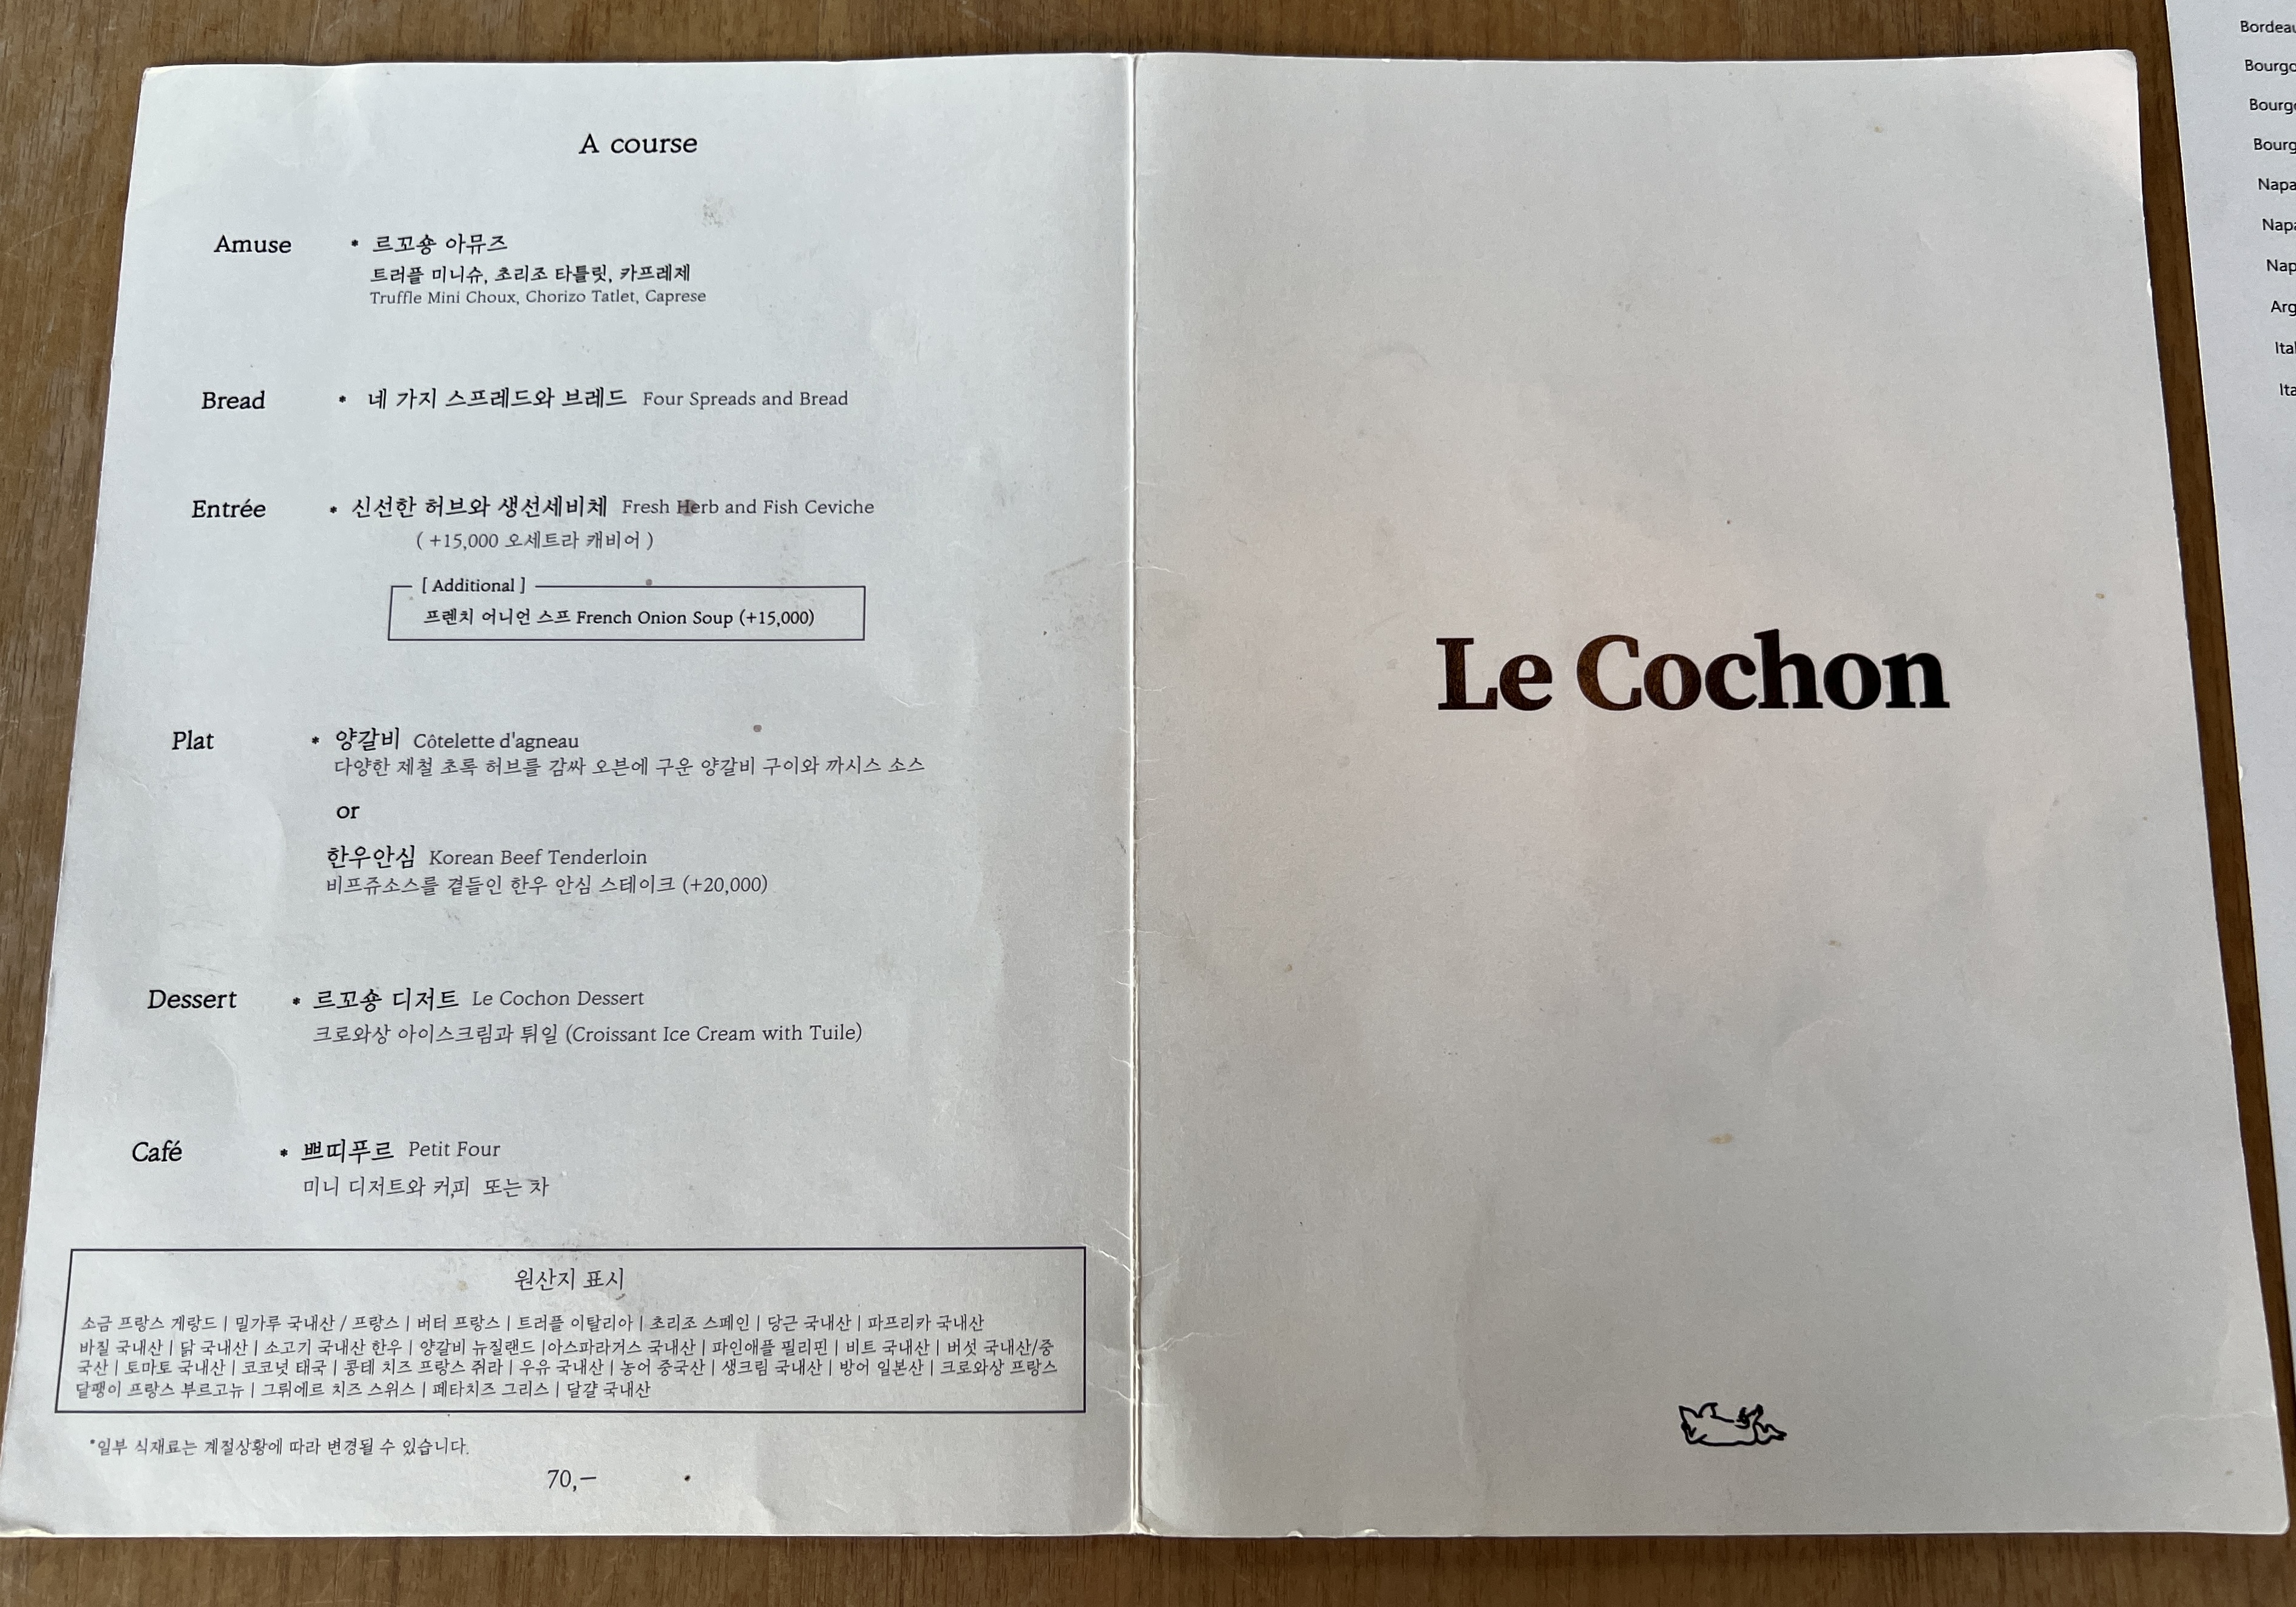 A course
Amuse * 르꼬숑 아뮤즈
트러플 미니슈, 초리조 타틀릿, 카프레제
Truffle Mini Choux, Chorizo Tatlet, Caprese
Bread * 네 가지 스프레드와 브레드 Four Spreads and Bread
Entrée * 신선한 허브와 생선세비체 Fresh Herb and Fish Ceviche
( +15,000 오세트라 캐비어 )
[ Additional ]
프렌치 어니언 스프 French Onion Soup (+15,000)
Plat * 양갈비 Côtelette d'agneau
다양한 제철 초록 허브를 감싸 오븐에 구운 양갈비 구이와 까시스 소스
or
한우안심 Korean Beef Tenderloin
비프쥬소스를 곁들인 한우 안심 스테이크 (+20,000)
Dessert * 르꼬숑 디저트 Le Cochon Dessert
크로와상 아이스크림과 튀일 (Croissant Ice Cream with Tuile)
Café * 쁘띠푸르 Petit Four
미니 디저트와 커피 또는 차
원산지 표시
소금 프랑스 게랑드 | 밀가루 국내산 / 프랑스 | 버터 프랑스 | 트러플 이탈리아 | 초리조 스페인 | 당근 국내산 | 파프리카 국내산
바질 국내산 | 닭 국내산 | 소고기 국내산 한우 | 양갈비 뉴질랜드 |아스파라거스 국내산 | 파인애플 필리핀 | 비트 국내산 | 버섯 국내산/중
국산 | 토마토 국내산 | 코코넛 태국 | 콩테 치즈 프랑스 쥐라 | 우유 국내산 | 농어 중국산 | 생크림 국내산 | 방어 일본산 | 크로와상 프랑스
달팽이 프랑스 부르고뉴 | 그뤼에르 치즈 스위스 | 페타치즈 그리스 | 달걀 국내산
*일부 식재료는 계절상황에 따라 변경될 수 있습니다.
70,—
Le Cochon
Bordeau
Bourgo
Bourg
Bourg
Napa
Napa
Nap
Arg
Ital
Ita